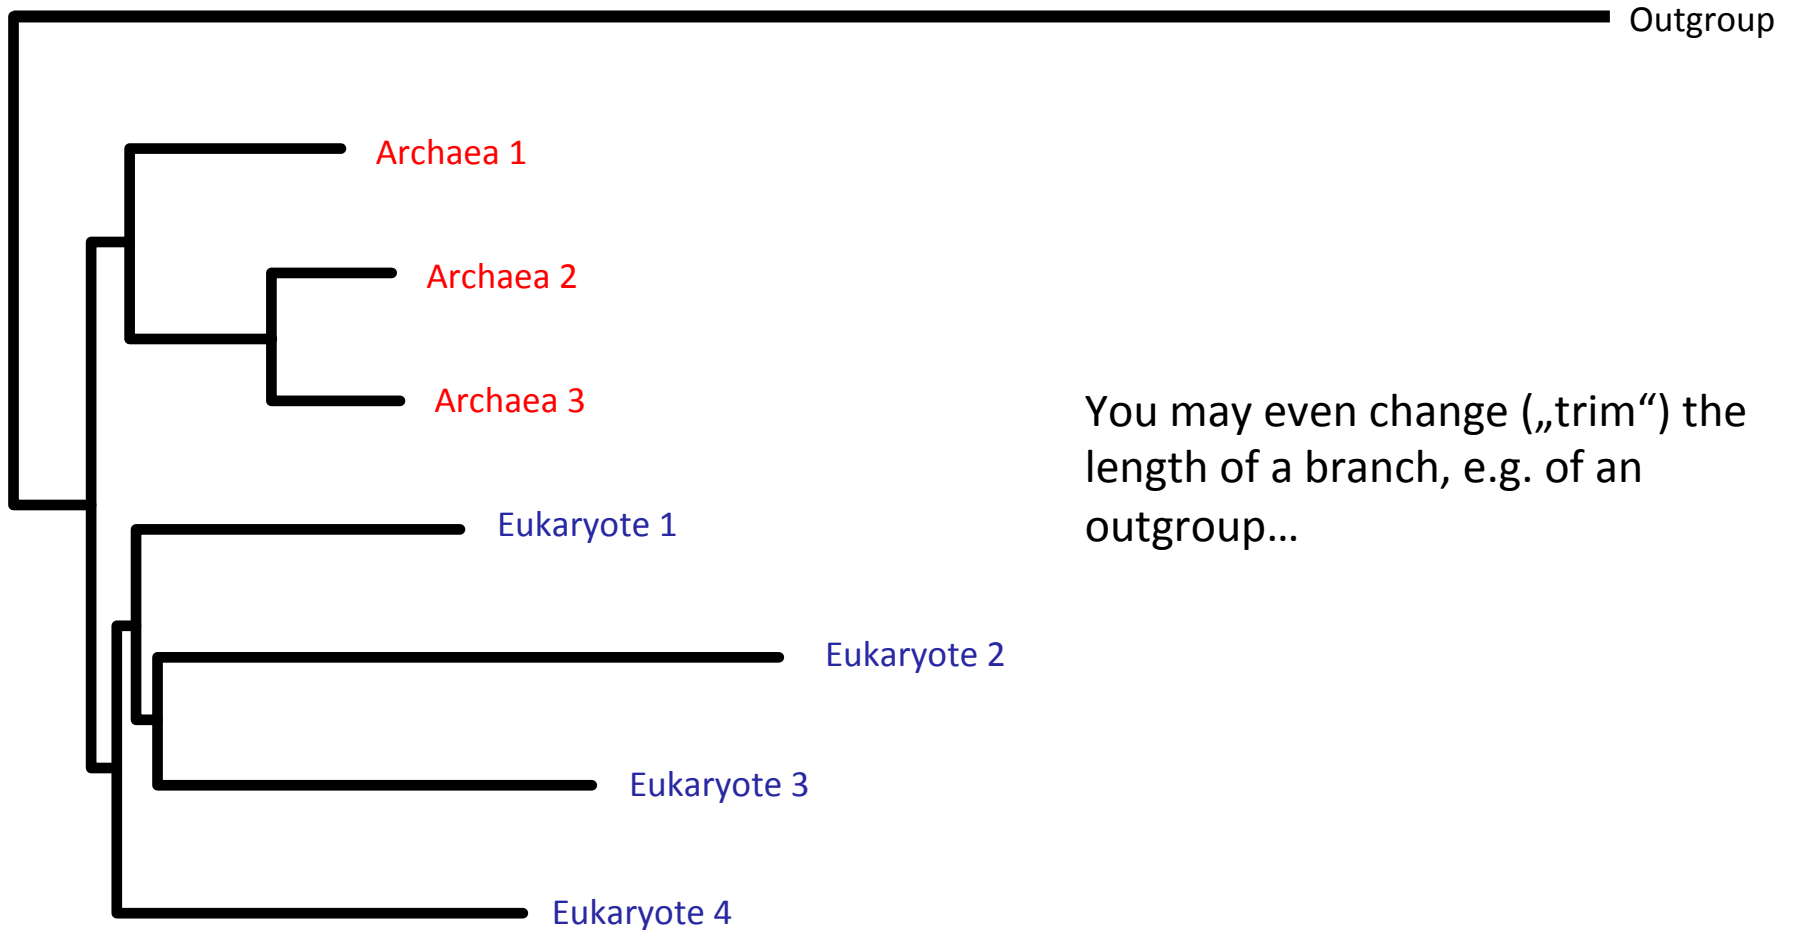 Outgroup
Archaea 1
Archaea 2
Archaea 3
You may even change („trim“) the
length of a branch, e.g. of an
outgroup…
Eukaryote 1
Eukaryote 2
Eukaryote 3
Eukaryote 4